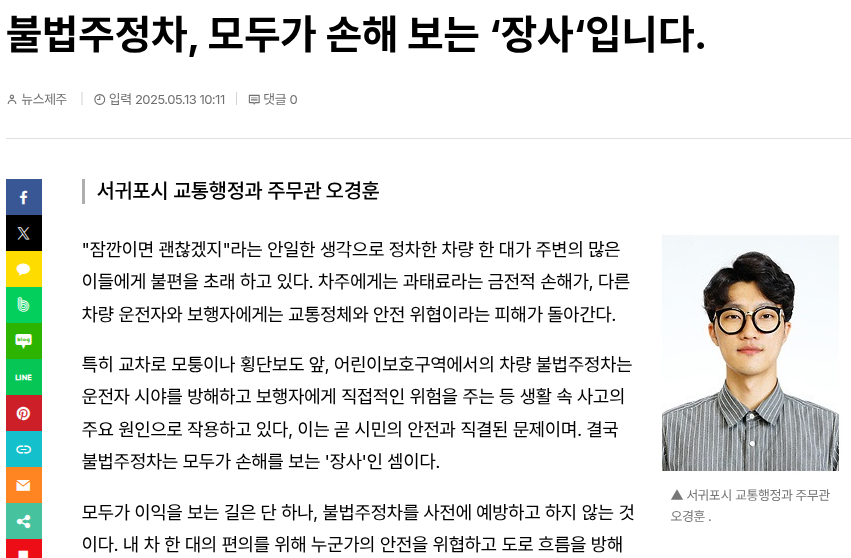 불법주정차, 모두가 손해 보는 ‘장사‘입니다.
뉴스제주 입력 2025.05.13 10:11 댓글 0
서귀포시 교통행정과 주무관 오경훈
"잠깐이면 괜찮겠지"라는 안일한 생각으로 정차한 차량 한 대가 주변의 많은
이들에게 불편을 초래 하고 있다. 차주에게는 과태료라는 금전적 손해가, 다른
차량 운전자와 보행자에게는 교통정체와 안전 위협이라는 피해가 돌아간다.
특히 교차로 모퉁이나 횡단보도 앞, 어린이보호구역에서의 차량 불법주정차는
운전자 시야를 방해하고 보행자에게 직접적인 위험을 주는 등 생활 속 사고의
주요 원인으로 작용하고 있다, 이는 곧 시민의 안전과 직결된 문제이며. 결국
불법주정차는 모두가 손해를 보는 '장사'인 셈이다.
모두가 이익을 보는 길은 단 하나, 불법주정차를 사전에 예방하고 하지 않는 것
이다. 내 차 한 대의 편의를 위해 누군가의 안전을 위협하고 도로 흐름을 방해
▲ 서귀포시 교통행정과 주무관
오경훈 .
blog
LINE